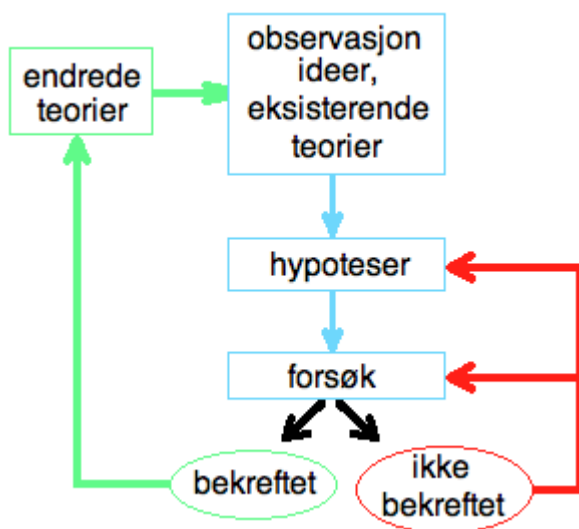 observasjon
ideer,
eksisterende
teorier
endrede
teorier
hypoteser
forsøk
bekreftet
ikke
bekreftet